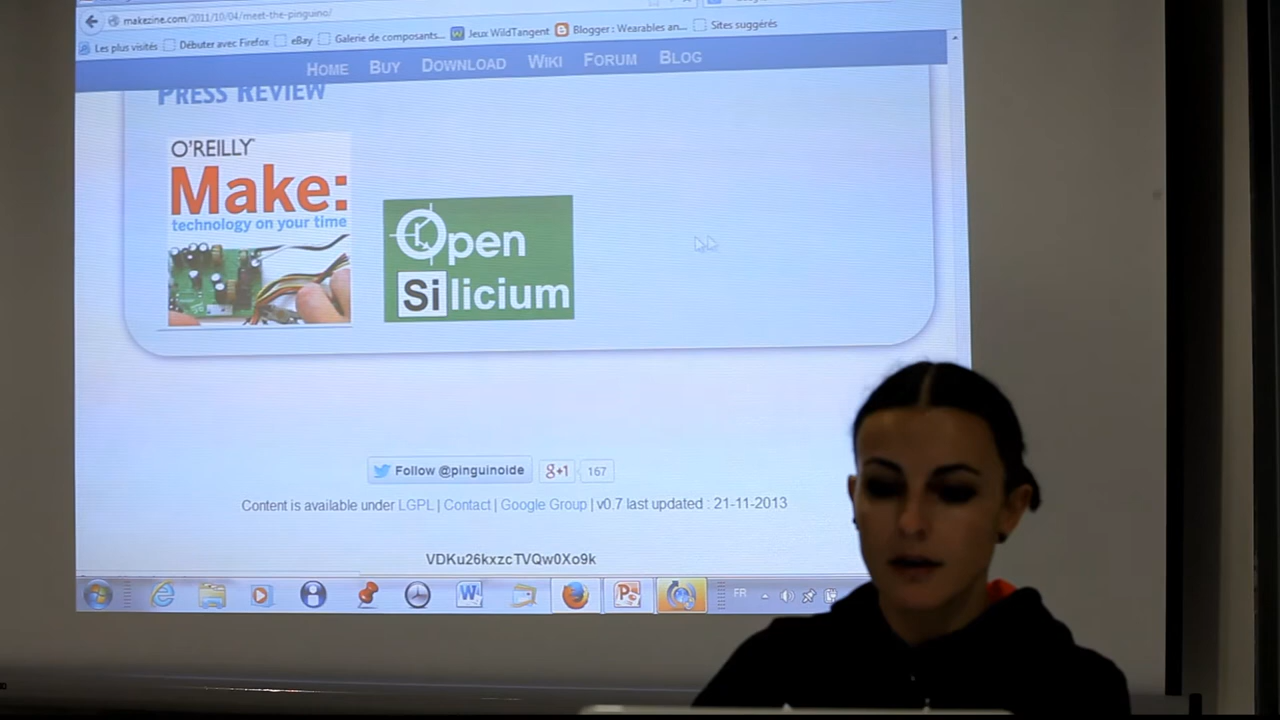 makezine.com/2011/10/04/meet-the-pinguino/
Les plus visités Débuter avec Firefox eBay Galerie de composants... Jeux WildTangent Blogger : Wearables an... Sites suggérés
HOME BUY DOWNLOAD WIKI FORUM BLOG
PRESS REVIEW
O'REILLY
Make:
technology on your time
Open
Silicium
Follow @pinguinoide g+1 167
Content is available under LGPL | Contact | Google Group | v0.7 last updated : 21-11-2013
VDKu26kxzcTVQw0Xo9k
FR